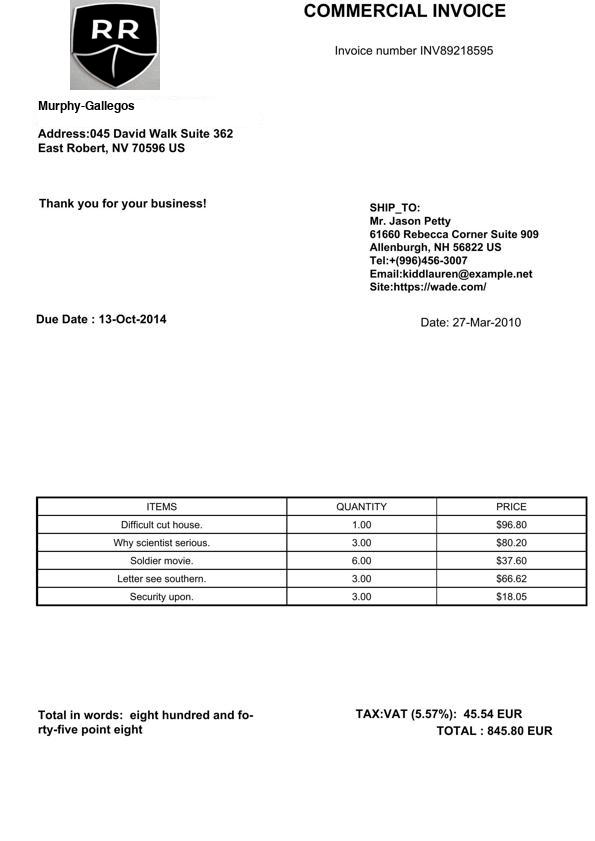 RR
COMMERCIAL INVOICE
Invoice number INV89218595
Murphy-Gallegos
Address:045 David Walk Suite 362
East Robert, NV 70596 US
Thank you for your business!
SHIP_TO:
Mr. Jason Petty
61660 Rebecca Corner Suite 909
Allenburgh, NH 56822 US
Tel:+(996)456-3007
Email:kiddlauren@example.net
Site:https://wade.com/
Due Date : 13-Oct-2014
Date: 27-Mar-2010
ITEMS QUANTITY PRICE
Difficult cut house. 1.00 $96.80
Why scientist serious. 3.00 $80.20
Soldier movie. 6.00 $37.60
Letter see southern. 3.00 $66.62
Security upon. 3.00 $18.05
Total in words: eight hundred and fo-
rty-five point eight
TAX:VAT (5.57%): 45.54 EUR
TOTAL : 845.80 EUR